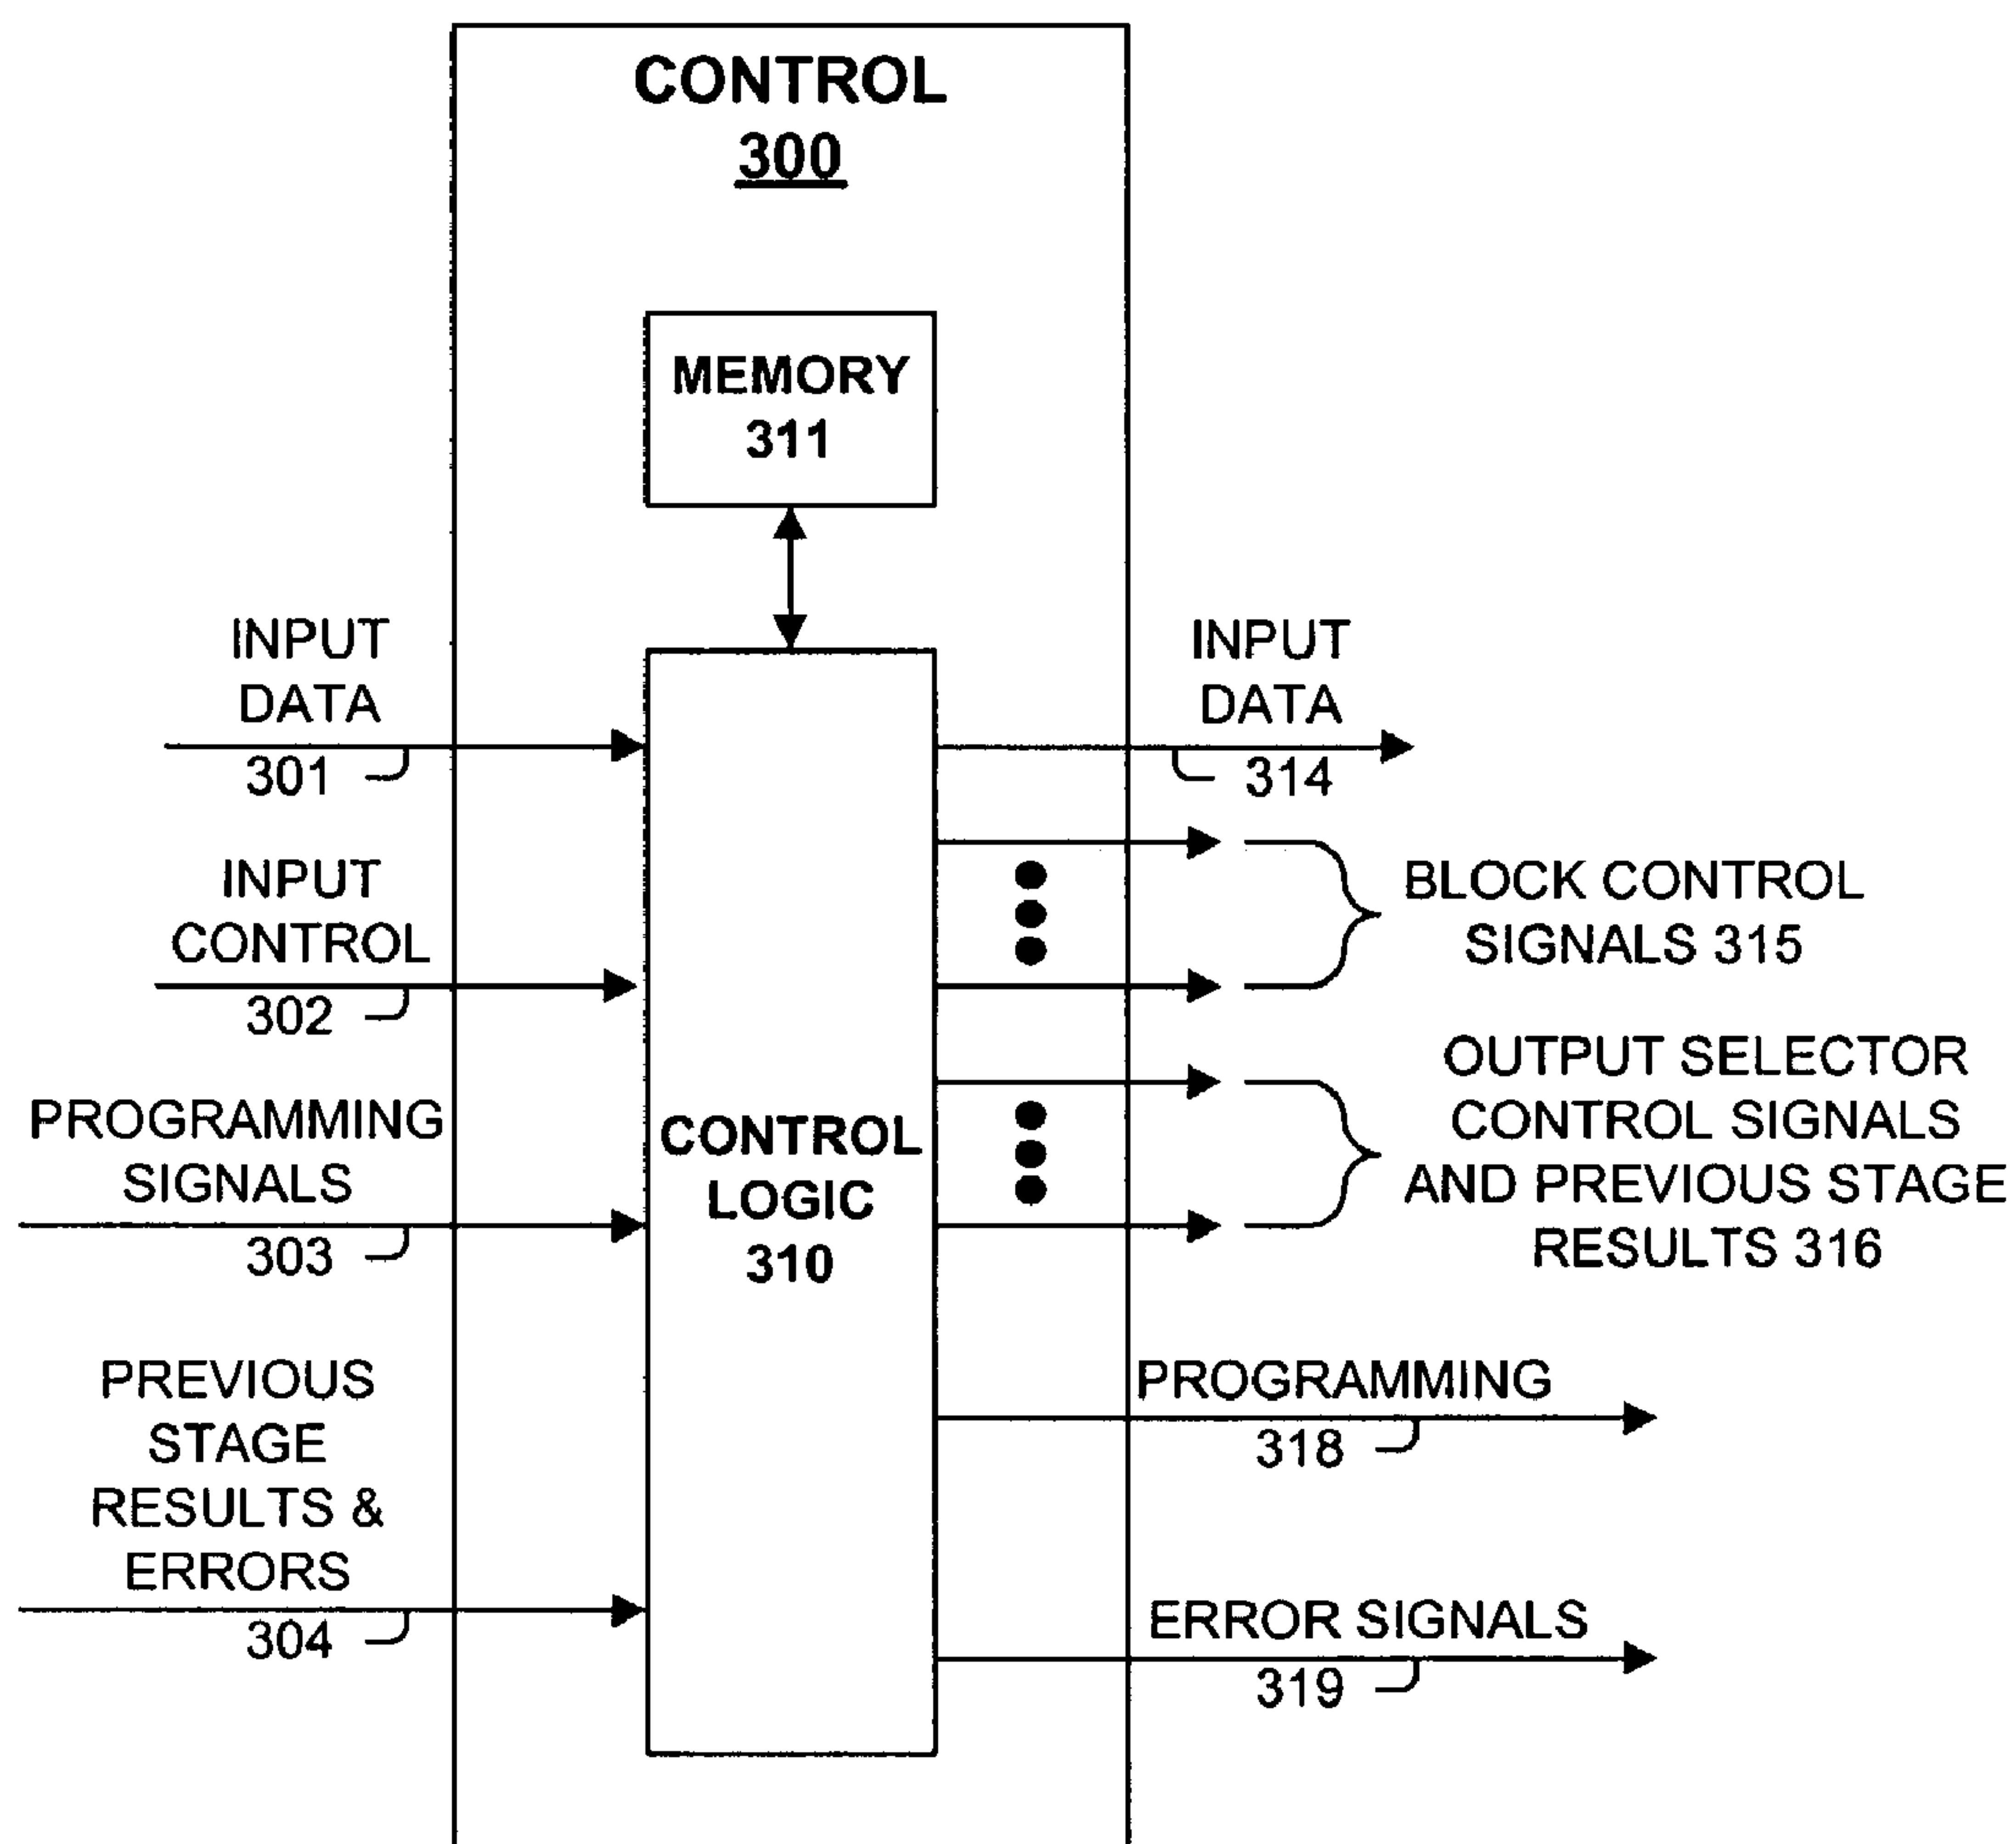 CONTROL
300
MEMORY
311
INPUT
DATA
301
INPUT
CONTROL
302
PROGRAMMING
SIGNALS
303
PREVIOUS
STAGE
RESULTS &
ERRORS
304
CONTROL
LOGIC
310
INPUT
DATA
314
BLOCK CONTROL
SIGNALS 315
OUTPUT SELECTOR
CONTROL SIGNALS
AND PREVIOUS STAGE
RESULTS 316
PROGRAMMING
318
ERROR SIGNALS
319